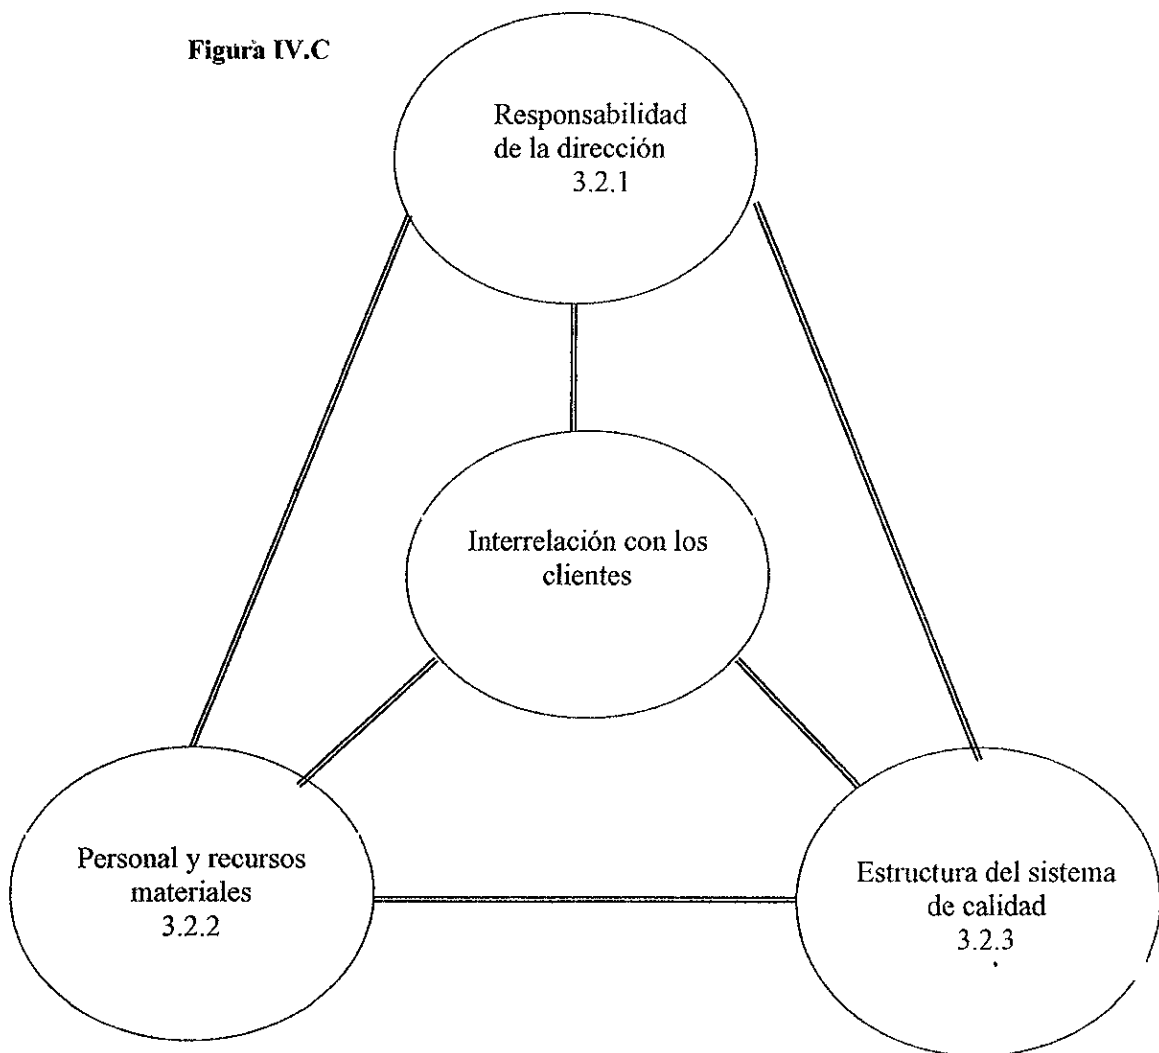 Figura IV.C
Responsabilidad
de la dirección
3.2.1
Interrelación con los
clientes
Personal y recursos
materiales
3.2.2
Estructura del sistema
de calidad
3.2.3